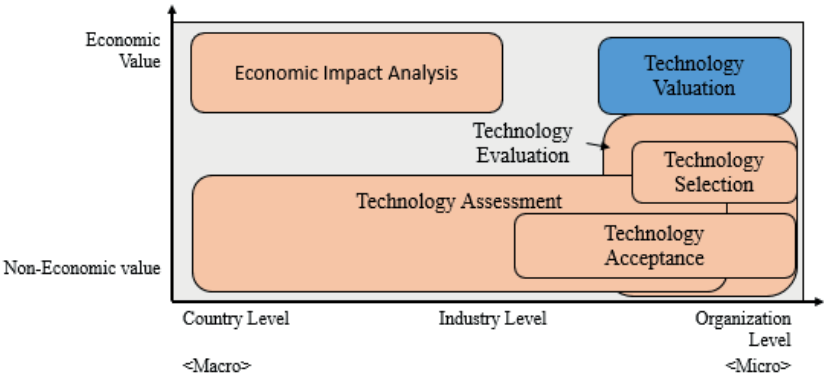 Economic
Value
Economic Impact Analysis
Technology
Valuation
Technology
Evaluation
Technology
Selection
Technology Assessment
Technology
Acceptance
Non-Economic value
Country Level
Industry Level
Organization
Level
<Macro>
<Micro>